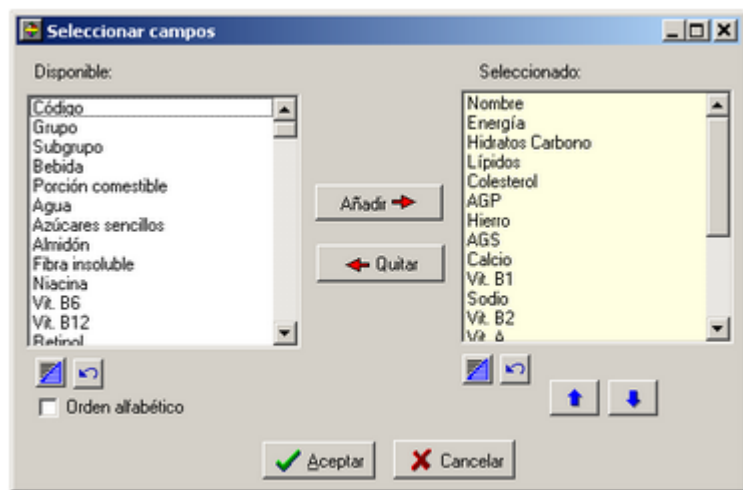 Seleccionar campos
Disponible:
Código
Grupo
Subgrupo
Bebida
Porción comestible
Agua
Azúcares sencillos
Almidón
Fibra insoluble
Niacina
Vit. B6
Vit. B12
Retinol
Orden alfabético
Añadir
Quitar
Seleccionado:
Nombre
Energía
Hidratos Carbono
Lípidos
Colesterol
AGP
Hierro
AGS
Calcio
Vit. B1
Sodio
Vit. B2
Vit. A
Aceptar
Cancelar